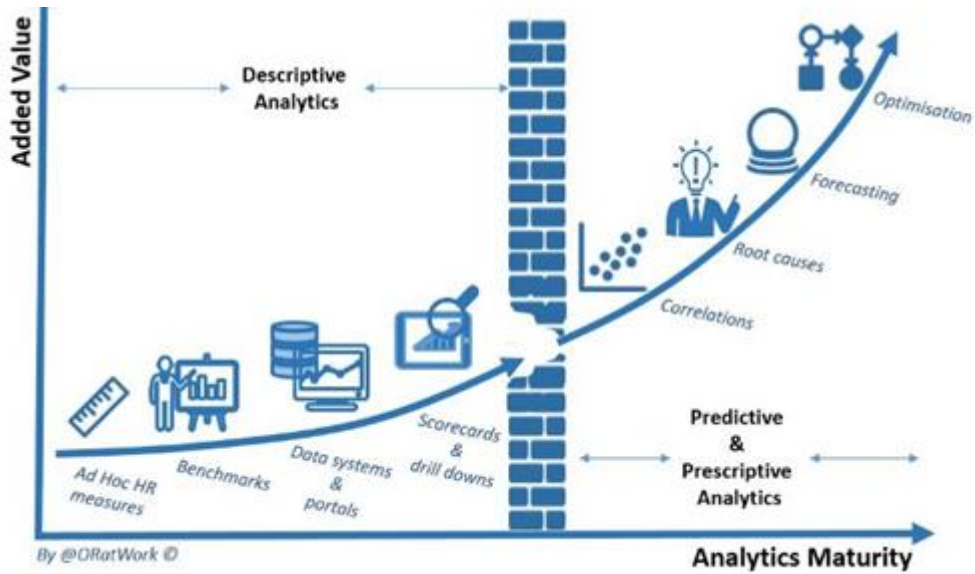 Added Value
Descriptive
Analytics
Optimisation
Forecasting
Root causes
Correlations
Scorecards
&
drill downs
Data systems
&
portals
Benchmarks
Ad Hoc HR
measures
Predictive
&
Prescriptive
Analytics
By @ORatWork ©
Analytics Maturity